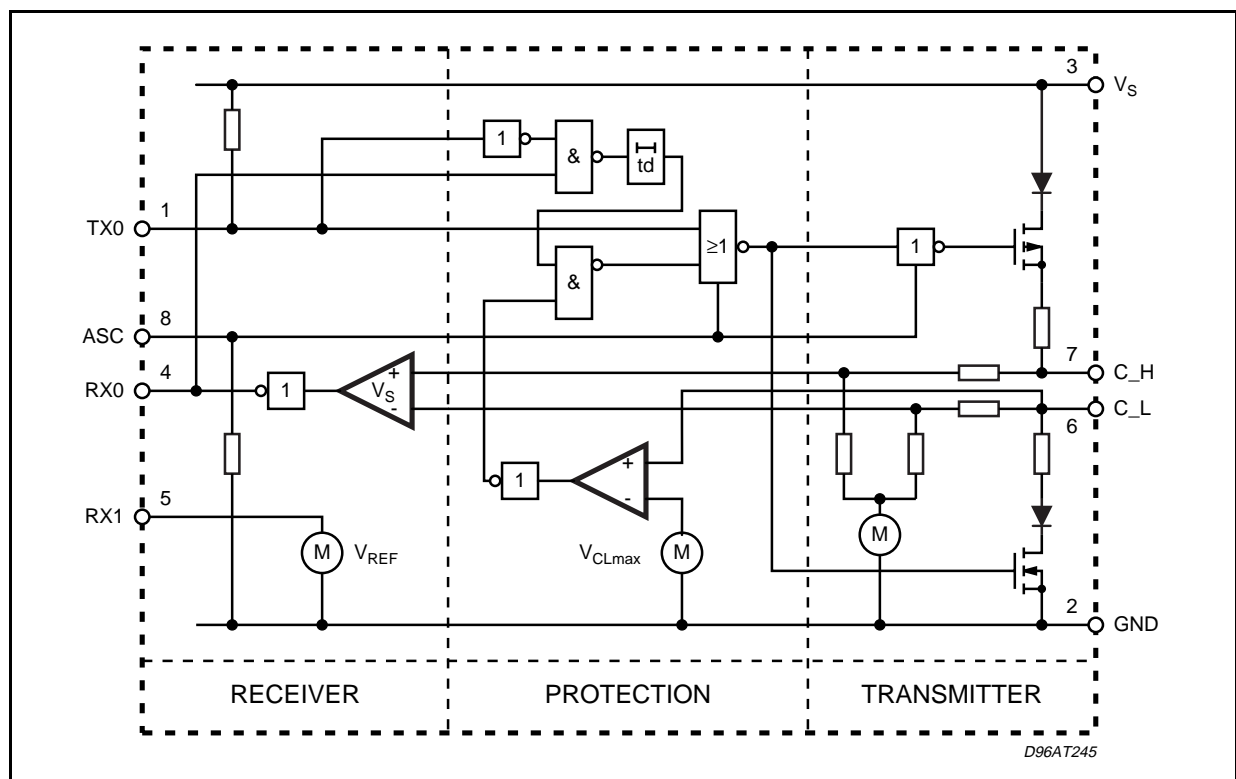 3
V_S
1
&
td
1
TX0
≥1
1
&
8
ASC
4
RX0
1
+
V_S
-
7
C_H
C_L
6
5
RX1
1
+
-
M
V_REF
V_CLmax
M
M
2
GND
RECEIVER
PROTECTION
TRANSMITTER
D96AT245